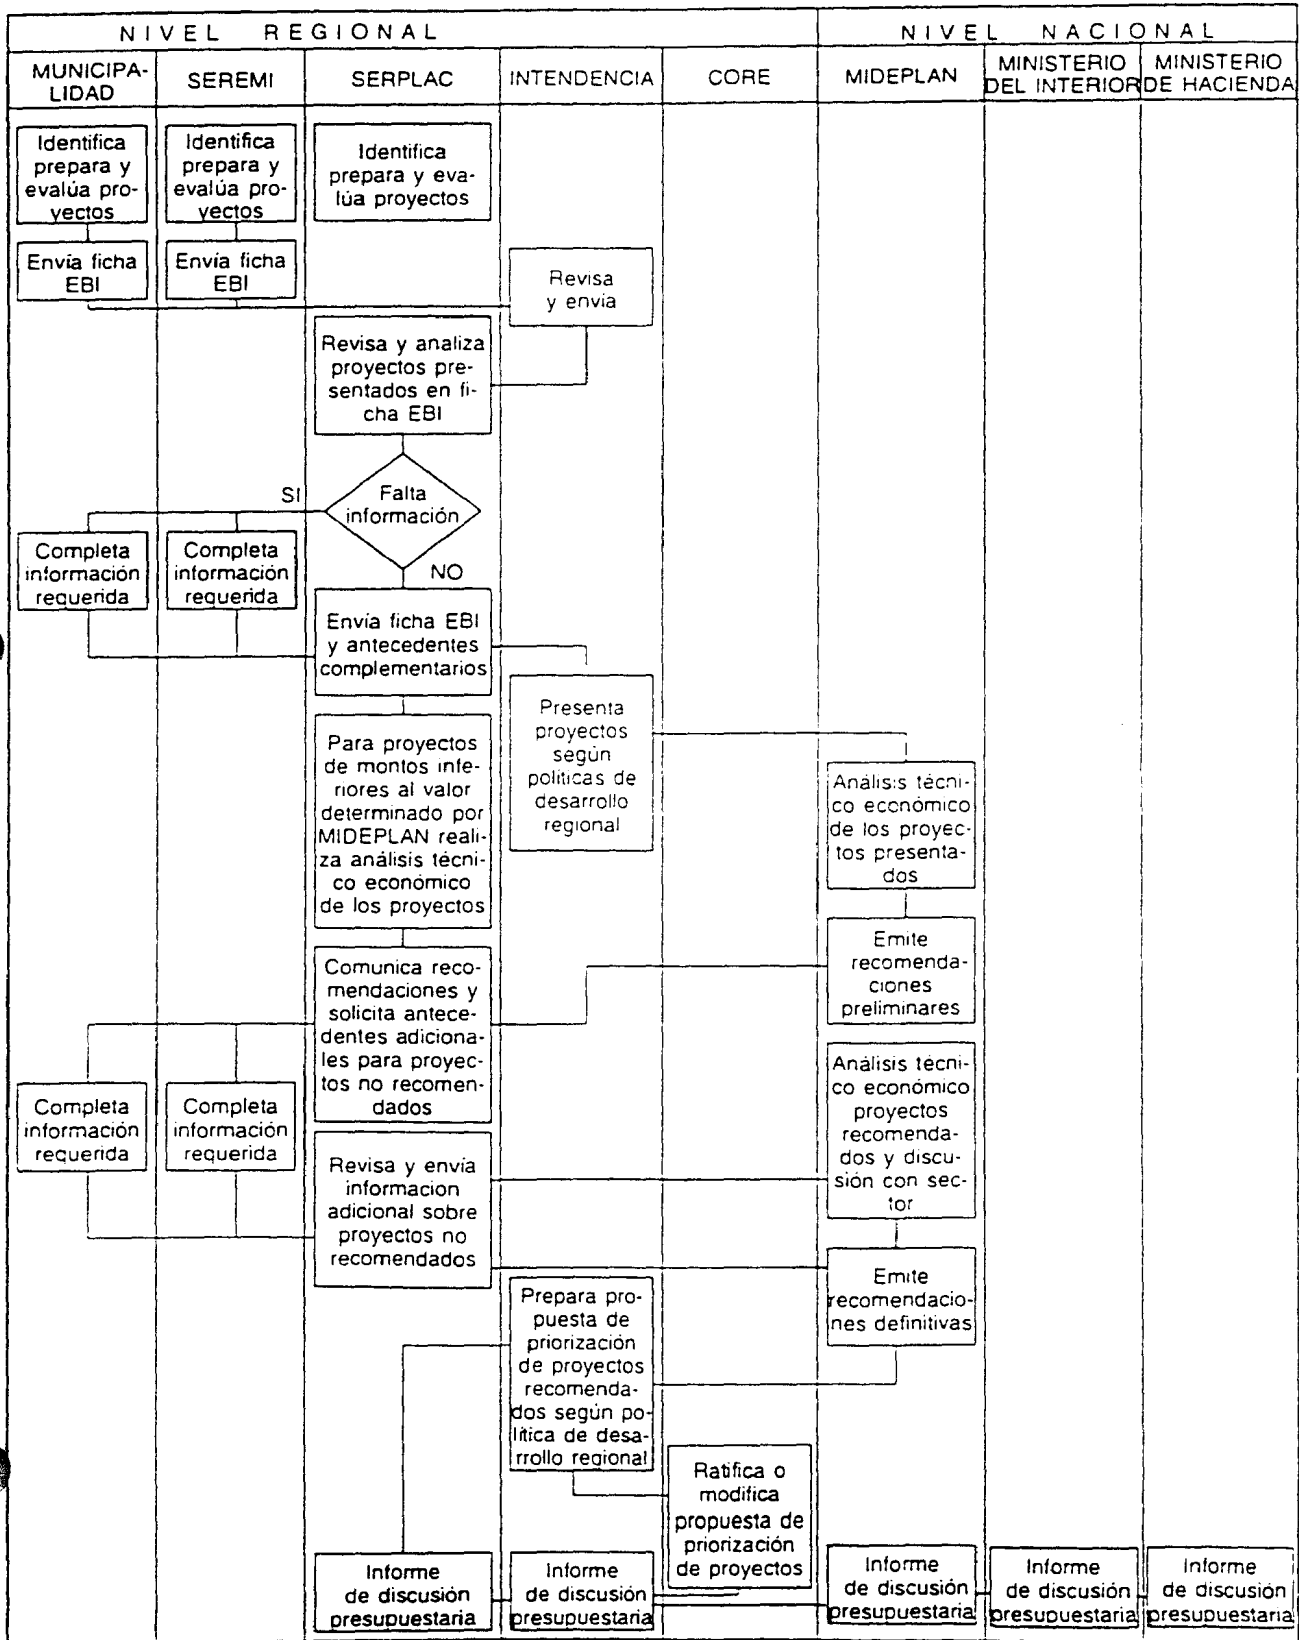 NIVEL REGIONAL
NIVEL NACIONAL
MUNICIPA-
LIDAD
SEREMI
SERPLAC
INTENDENCIA
CORE
MIDEPLAN
MINISTERIO
DEL INTERIOR
MINISTERIO
DE HACIENDA
Identifica
prepara y
evalúa pro-
yectos
Identifica
prepara y
evalúa pro-
yectos
Identifica
prepara y eva-
lúa proyectos
Envía ficha
EBI
Envía ficha
EBI
Revisa
y envia
Revisa y analiza
proyectos pre-
sentados en fi-
cha EBI
SI
Falta
información
NO
Completa
información
requerida
Completa
información
requerida
Envía ficha EBI
y antecedentes
complementarios
Presenta
proyectos
según
políticas de
desarrollo
regional
Para proyectos
de montos infe-
riores al valor
determinado por
MIDEPLAN reali-
za análisis técni-
co económico
de los proyectos
Análisis técni-
co económico
de los proyec-
tos presenta-
dos
Emite
recomenda-
ciones
preliminares
Comunica reco-
mendaciones y
solicita antece-
dentes adiciona-
les para proyec-
tos no recomen-
dados
Análisis técni-
co económico
proyectos
recomenda-
dos y discu-
sión con sec-
tor
Completa
información
requerida
Completa
información
requerida
Revisa y envía
informacion
adicional sobre
proyectos no
recomendados
Emite
recomendacio-
nes definitivas
Prepara pro-
puesta de
priorización
de proyectos
recomenda-
dos según po-
lítica de desa-
rrollo regional
Ratifica o
modifica
propuesta de
priorización
de proyectos
Informe
de discusión
presupuestaria
Informe
de discusión
presupuestaria
Informe
de discusión
presupuestaria
Informe
de discusión
presupuestaria
Informe
de discusión
presupuestaria